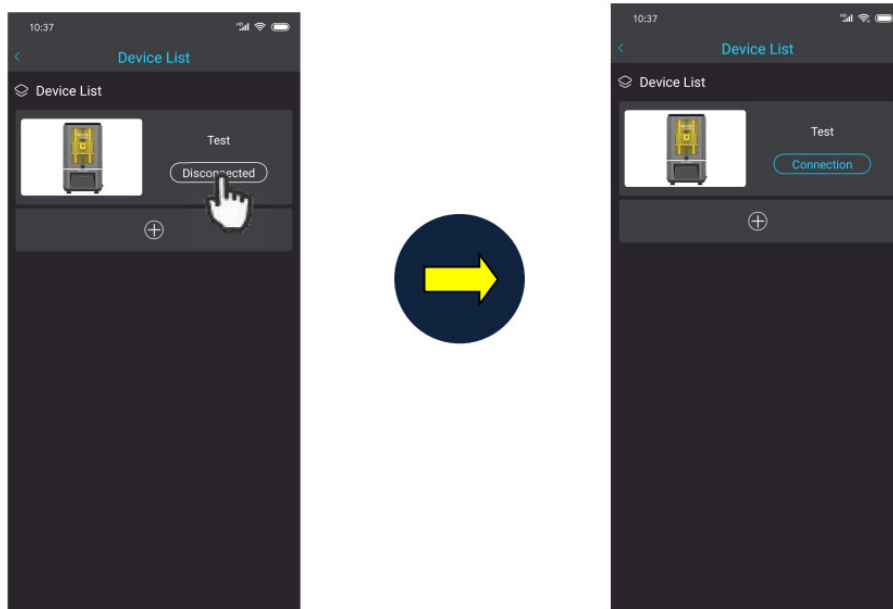 10:37
Device List
Device List
Test
Disconnected
10:37
Device List
Device List
Test
Connection